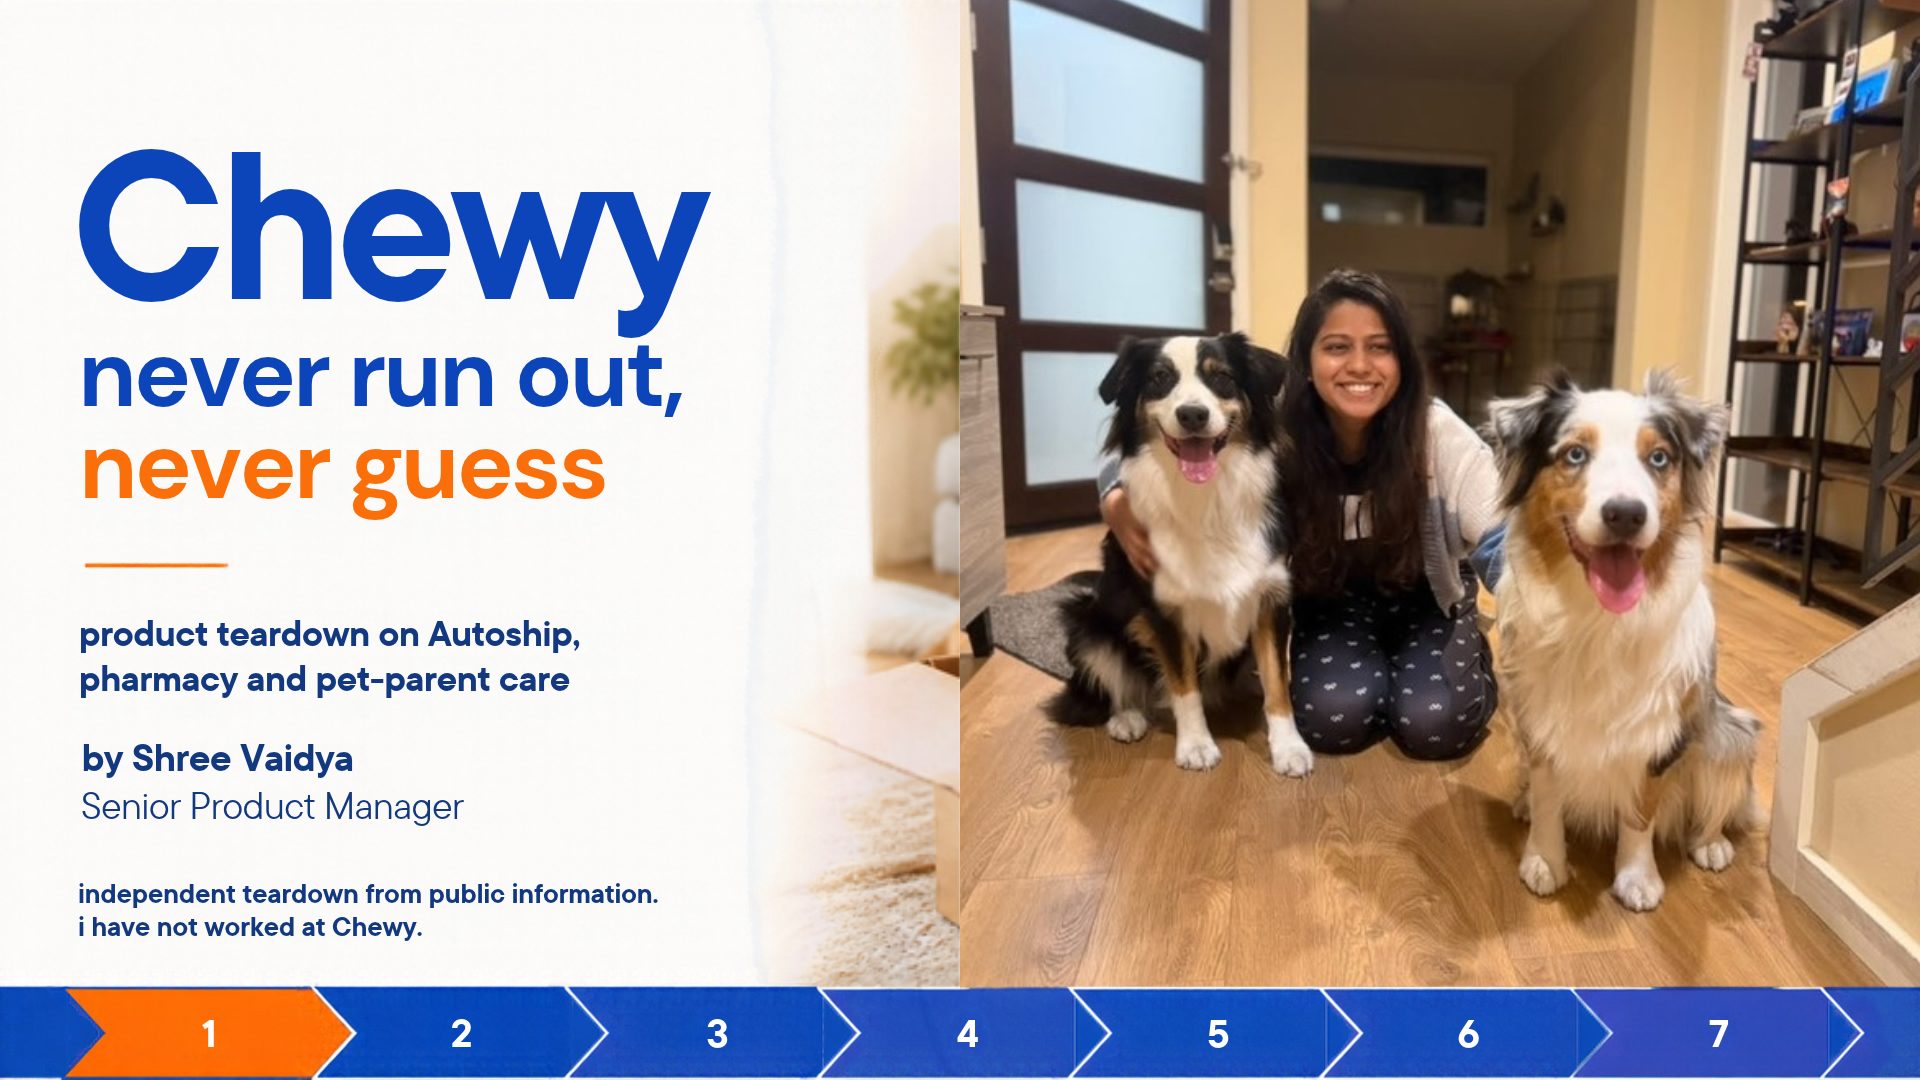 Chewy
never run out,
never guess
product teardown on Autoship,
pharmacy and pet-parent care
by Shree Vaidya
Senior Product Manager
independent teardown from public information.
i have not worked at Chewy.
1 2 3 4 5 6 7